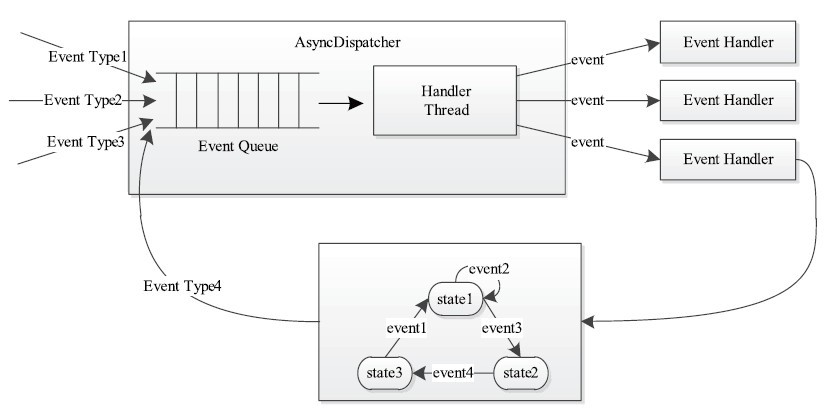 AsyncDispatcher
Event Type1
Event Type2
Event Type3
Event Queue
Handler
Thread
event
event
event
Event Handler
Event Handler
Event Handler
Event Type4
event2
state1
event1
event3
state3
event4
state2